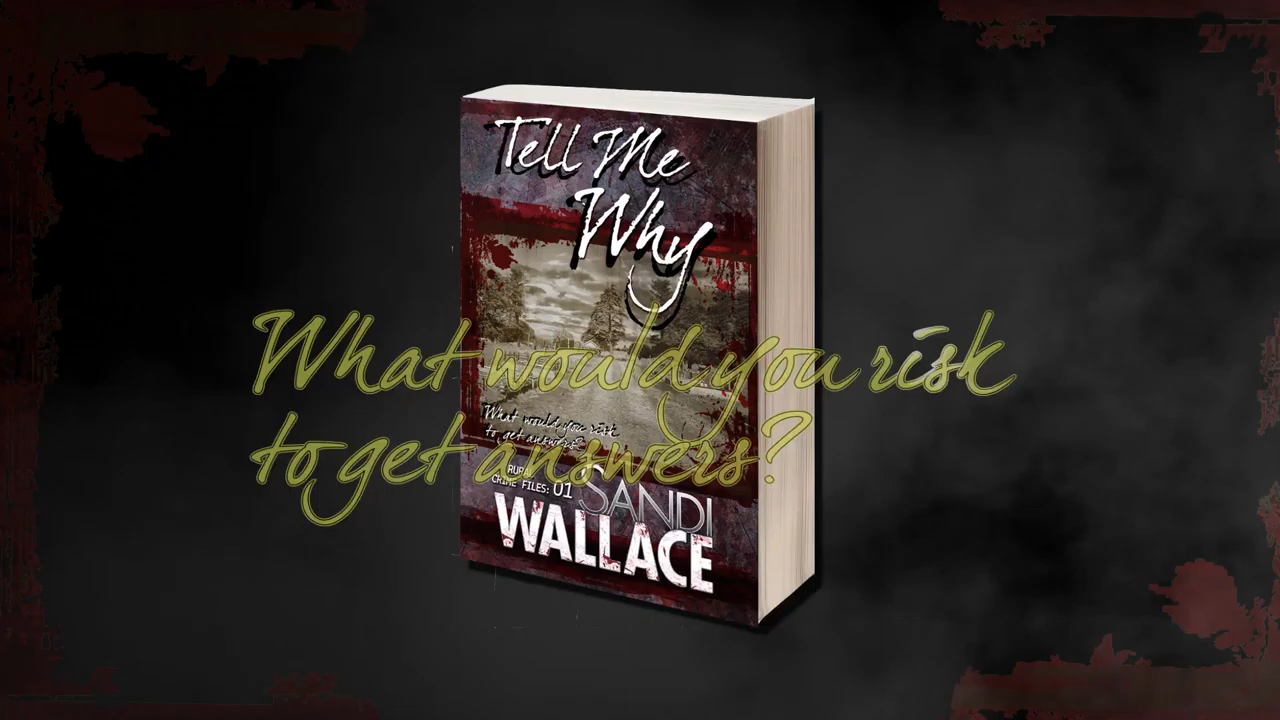 Tell Me
Why
What would you risk
to get answers?
What would you risk
to get answers?
RURAL
CRIME FILES: 01
SANDI
WALLACE